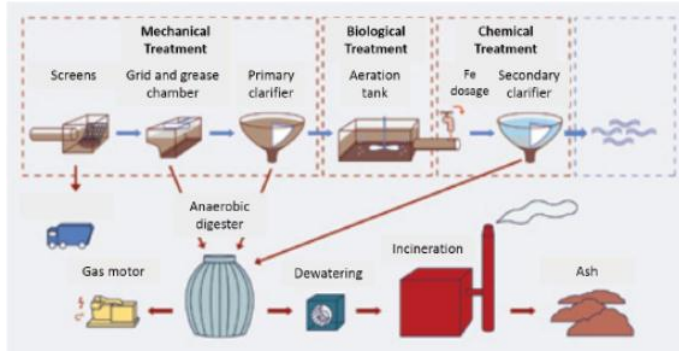 Mechanical
Treatment
Biological
Treatment
Chemical
Treatment
Screens
Grid and grease
chamber
Primary
clarifier
Aeration
tank
Fe
dosage
Secondary
clarifier
Anaerobic
digester
Gas motor
Dewatering
Incineration
Ash